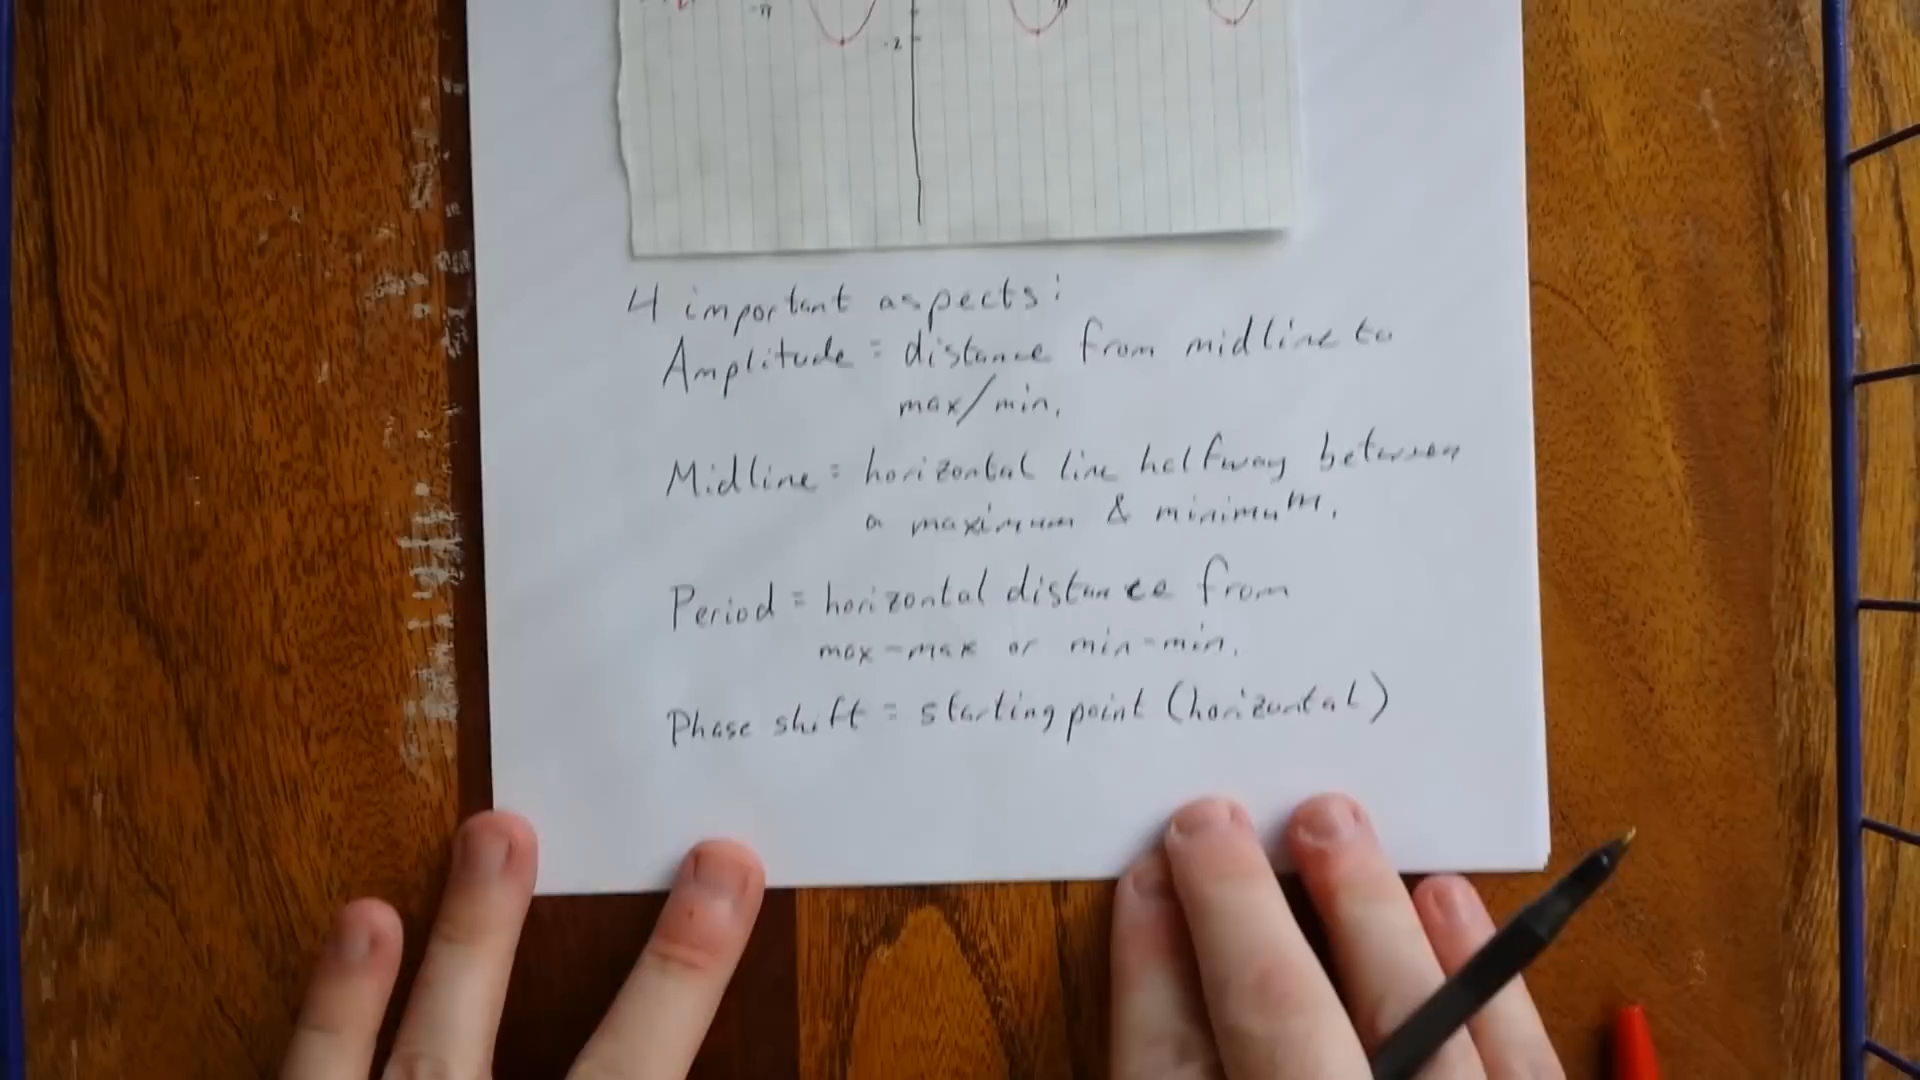 -π π
-2
4 important aspects:
Amplitude = distance from midline to
max/min.
Midline = horizontal line halfway between
a maximum & minimum.
Period = horizontal distance from
max-max or min-min.
Phase shift = starting point (horizontal)